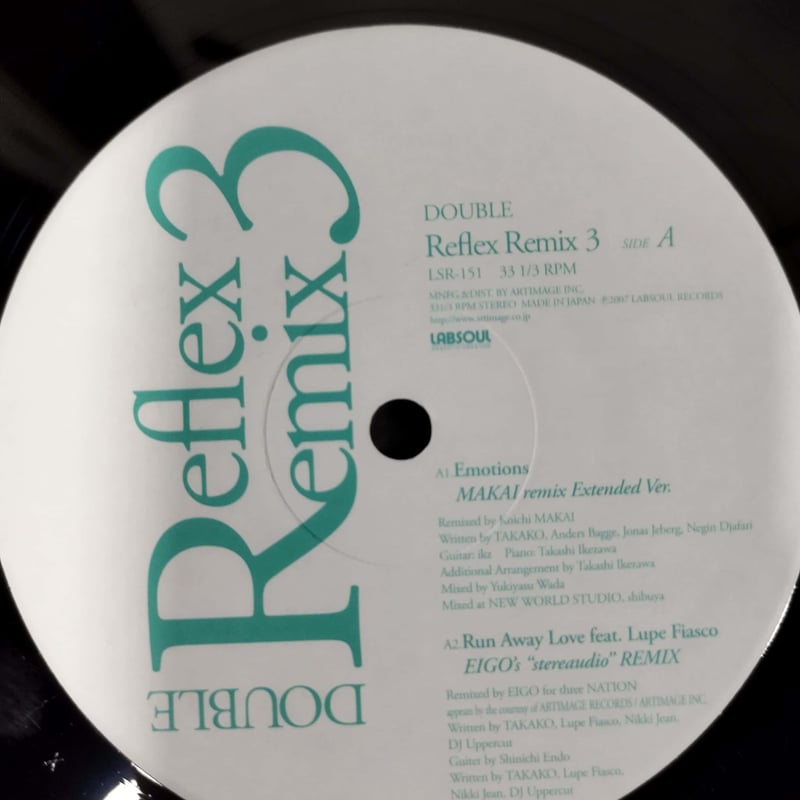 Reflex 3
Remix
DOUBLE
DOUBLE
Reflex Remix 3 SIDE A
LSR-151 33 1/3 RPM
MNFG &DIST. BY ARTIMAGE INC.
33 1/3 RPM STEREO MADE IN JAPAN ℗2007 LABSOUL RECORDS
http://www.artimage.co.jp
LABSOUL
A1.Emotions
MAKAI remix Extended Ver.
Remixed by Koichi MAKAI
Written by TAKAKO, Anders Bagge, Jonas Jeberg, Negin Djafari
Guitar: ikz Piano: Takashi Ikezawa
Additional Arrangement by Takashi Ikezawa
Mixed by Yukiyasu Wada
Mixed at NEW WORLD STUDIO, shibuya
A2.Run Away Love feat. Lupe Fiasco
EIGO's "stereaudio" REMIX
Remixed by EIGO for three NATION
appears by the courtesy of ARTIMAGE RECORDS / ARTIMAGE INC.
Written by TAKAKO, Lupe Fiasco, Nikki Jean,
DJ Uppercut
Guiter by Shinichi Endo
Written by TAKAKO, Lupe Fiasco,
Nikki Jean, DJ Uppercut